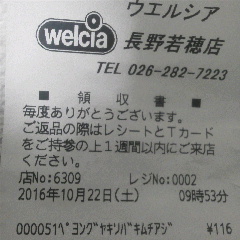 welcia
ウエルシア
長野若穂店
TEL 026-282-7223
■ 領 収 書 ■
毎度ありがとうございます。
ご返品の際はレシートとTカード
をご持参の上1週間以内にご来店
ください。
店No:6309 レジNo:0002
2016年10月22日(土) 09時53分
000051ペヨングヤキソバキムチアジ ¥116